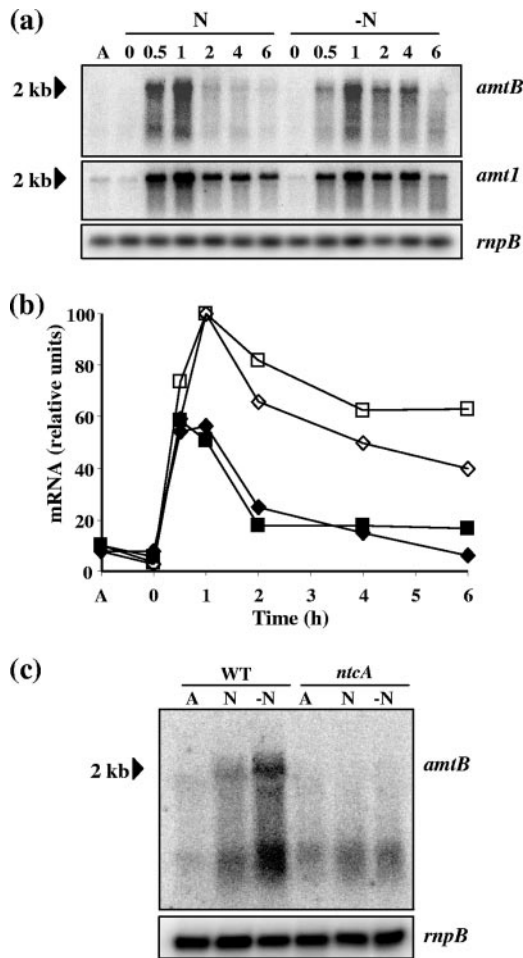 (a)
N -N
A 0 0.5 1 2 4 6 0 0.5 1 2 4 6
2 kb amtB
2 kb amt1
rnpB
(b)
mRNA (relative units)
100
80
60
40
20
0
A 0 1 2 3 4 5 6
Time (h)
(c)
WT ntcA
A N -N A N -N
2 kb amtB
rnpB